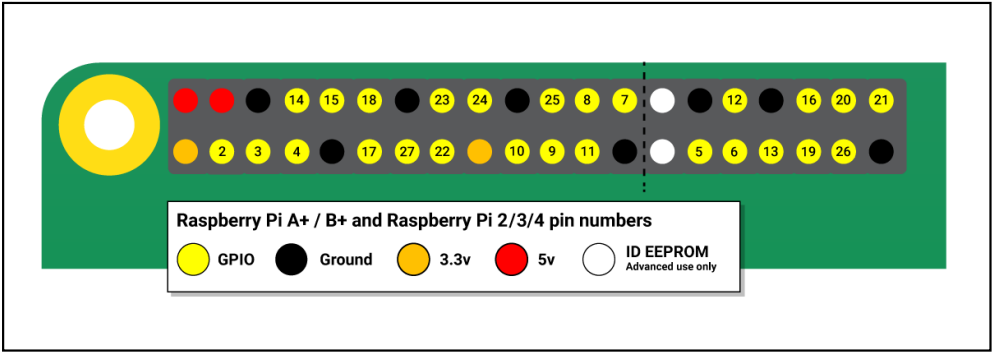 14 15 18 23 24 25 8 7 12 16 20 21
2 3 4 17 27 22 10 9 11 5 6 13 19 26
Raspberry Pi A+ / B+ and Raspberry Pi 2/3/4 pin numbers
GPIO Ground 3.3v 5v ID EEPROM
Advanced use only